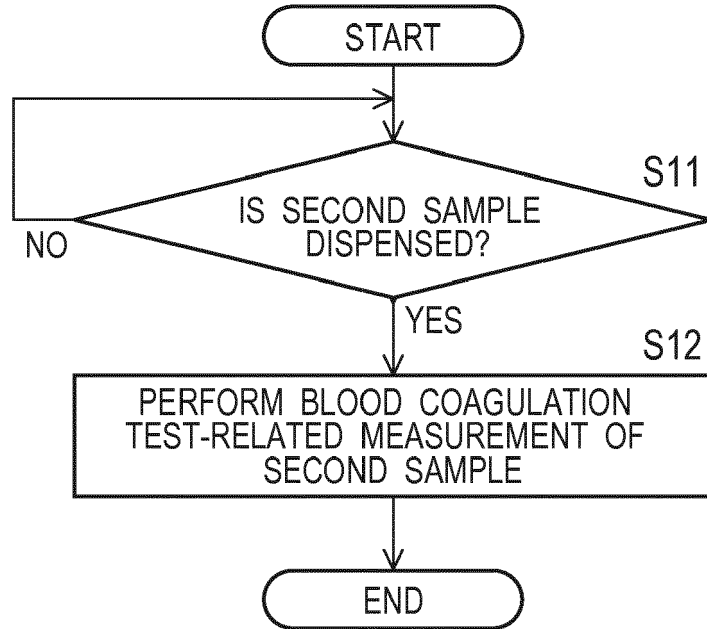 START
S11
IS SECOND SAMPLE
DISPENSED?
NO
YES
S12
PERFORM BLOOD COAGULATION
TEST-RELATED MEASUREMENT OF
SECOND SAMPLE
END